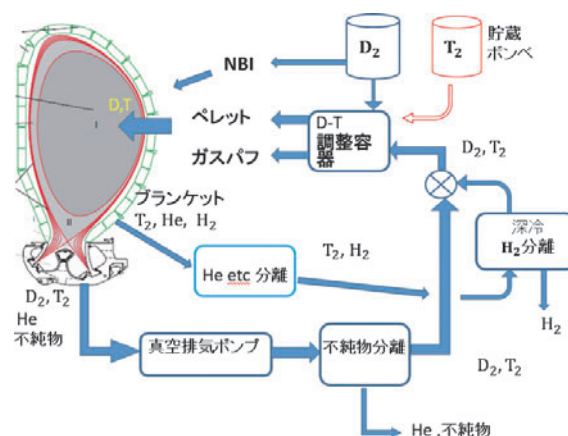 D₂
T₂
貯蔵
ボンベ
NBI
D,T
I
ペレット
ガスパフ
D-T
調整容
器
D₂, T₂
ブランケット
T₂, He, H₂
II
He etc 分離
T₂, H₂
深冷
H₂分離
H₂
D₂, T₂
He
不純物
真空排気ポンプ
不純物分離
D₂, T₂
He ,不純物